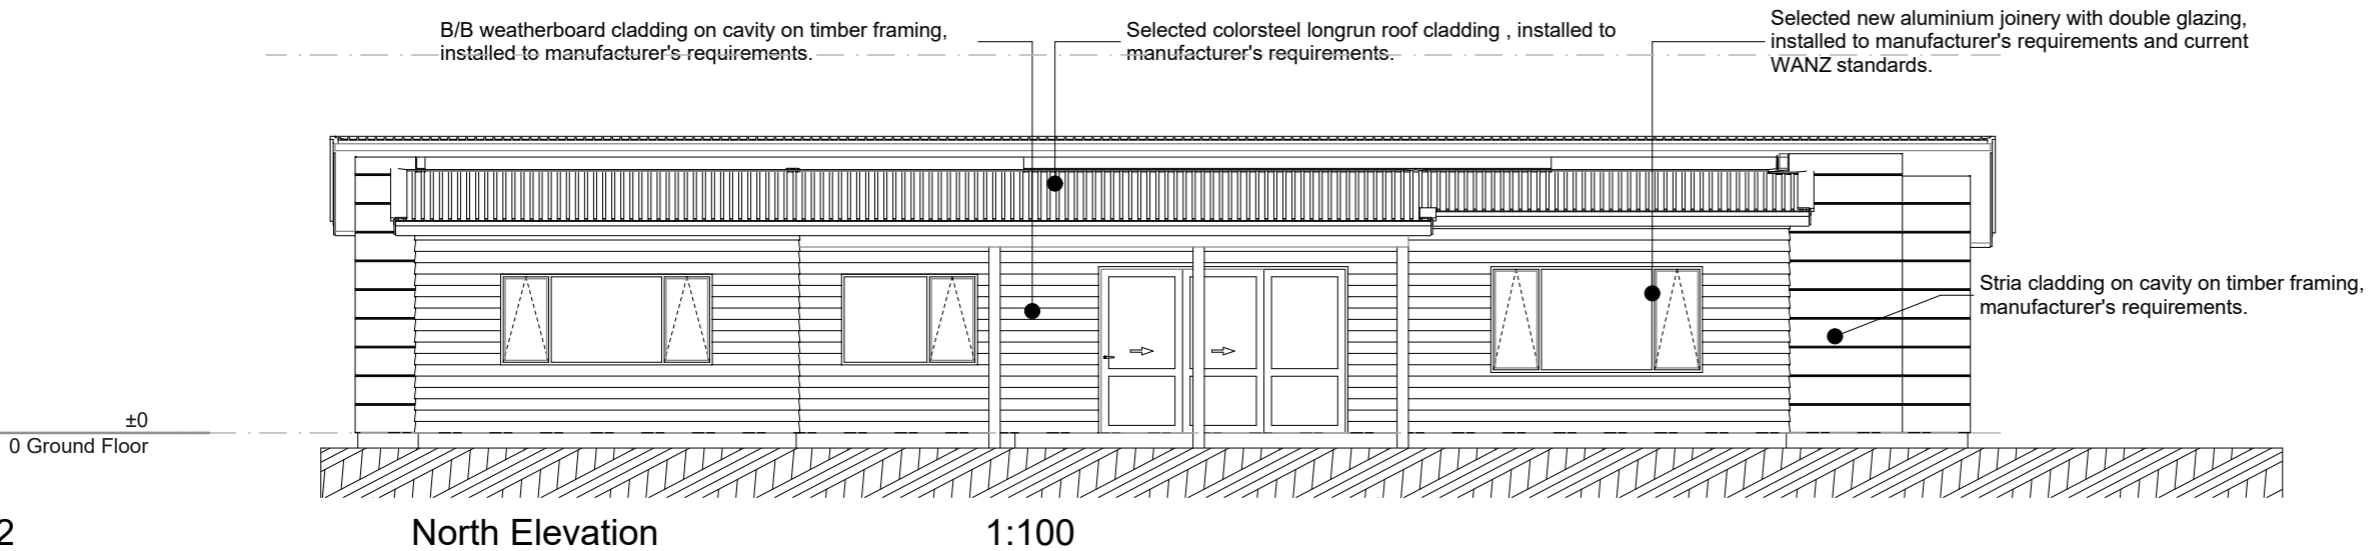 B/B weatherboard cladding on cavity on timber framing,
installed to manufacturer's requirements.
Selected colorsteel longrun roof cladding , installed to
manufacturer's requirements.
Selected new aluminium joinery with double glazing,
installed to manufacturer's requirements and current
WANZ standards.
Stria cladding on cavity on timber framing,
manufacturer's requirements.
±0
0 Ground Floor
2
North Elevation
1:100